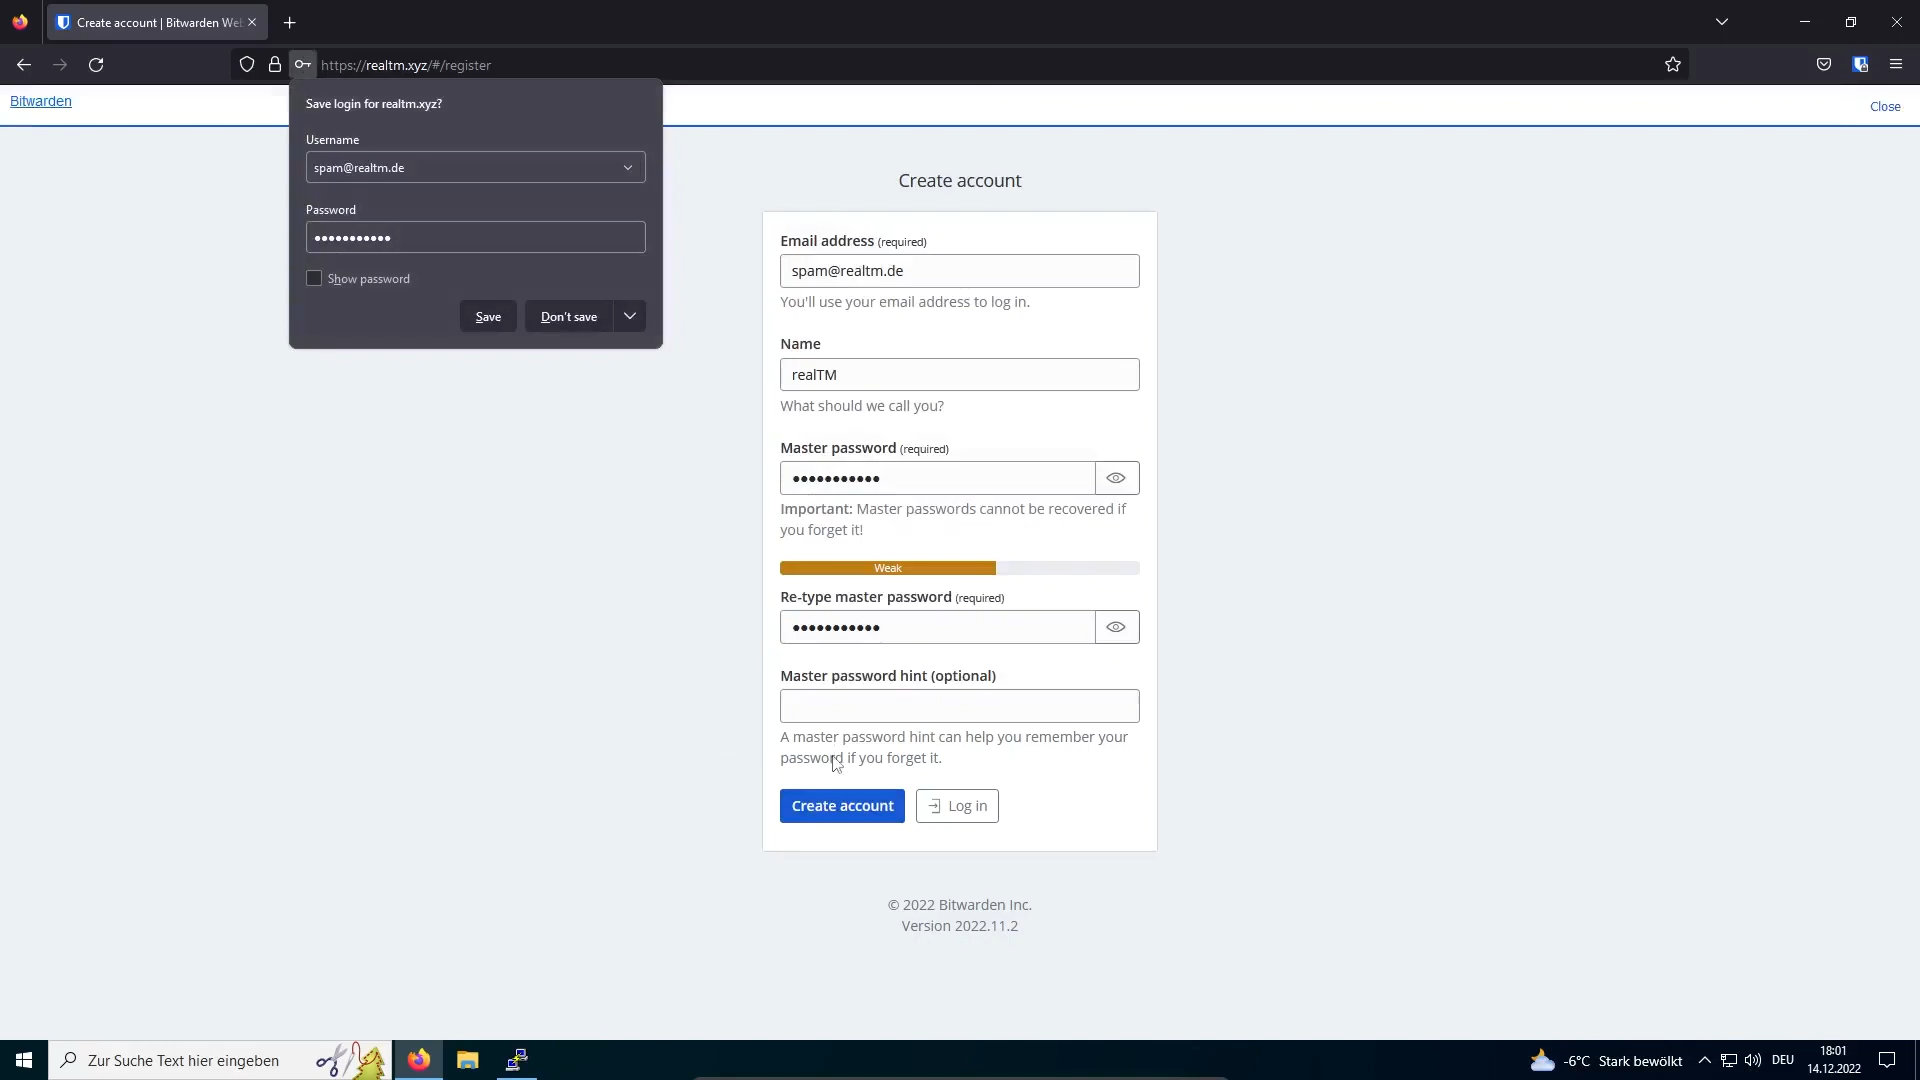 Create account | Bitwarden We
https://realtm.xyz/#/register
Bitwarden
Close
Save login for realtm.xyz?
Username
spam@realtm.de
Password
•••••••••••
Show password
Save
Don't save
Create account
Email address (required)
spam@realtm.de
You'll use your email address to log in.
Name
realTM
What should we call you?
Master password (required)
•••••••••••
Important: Master passwords cannot be recovered if
you forget it!
Weak
Re-type master password (required)
•••••••••••
Master password hint (optional)
A master password hint can help you remember your
password if you forget it.
Create account
Log in
© 2022 Bitwarden Inc.
Version 2022.11.2
Zur Suche Text hier eingeben
-6°C Stark bewölkt
DEU
18:01
14.12.2022